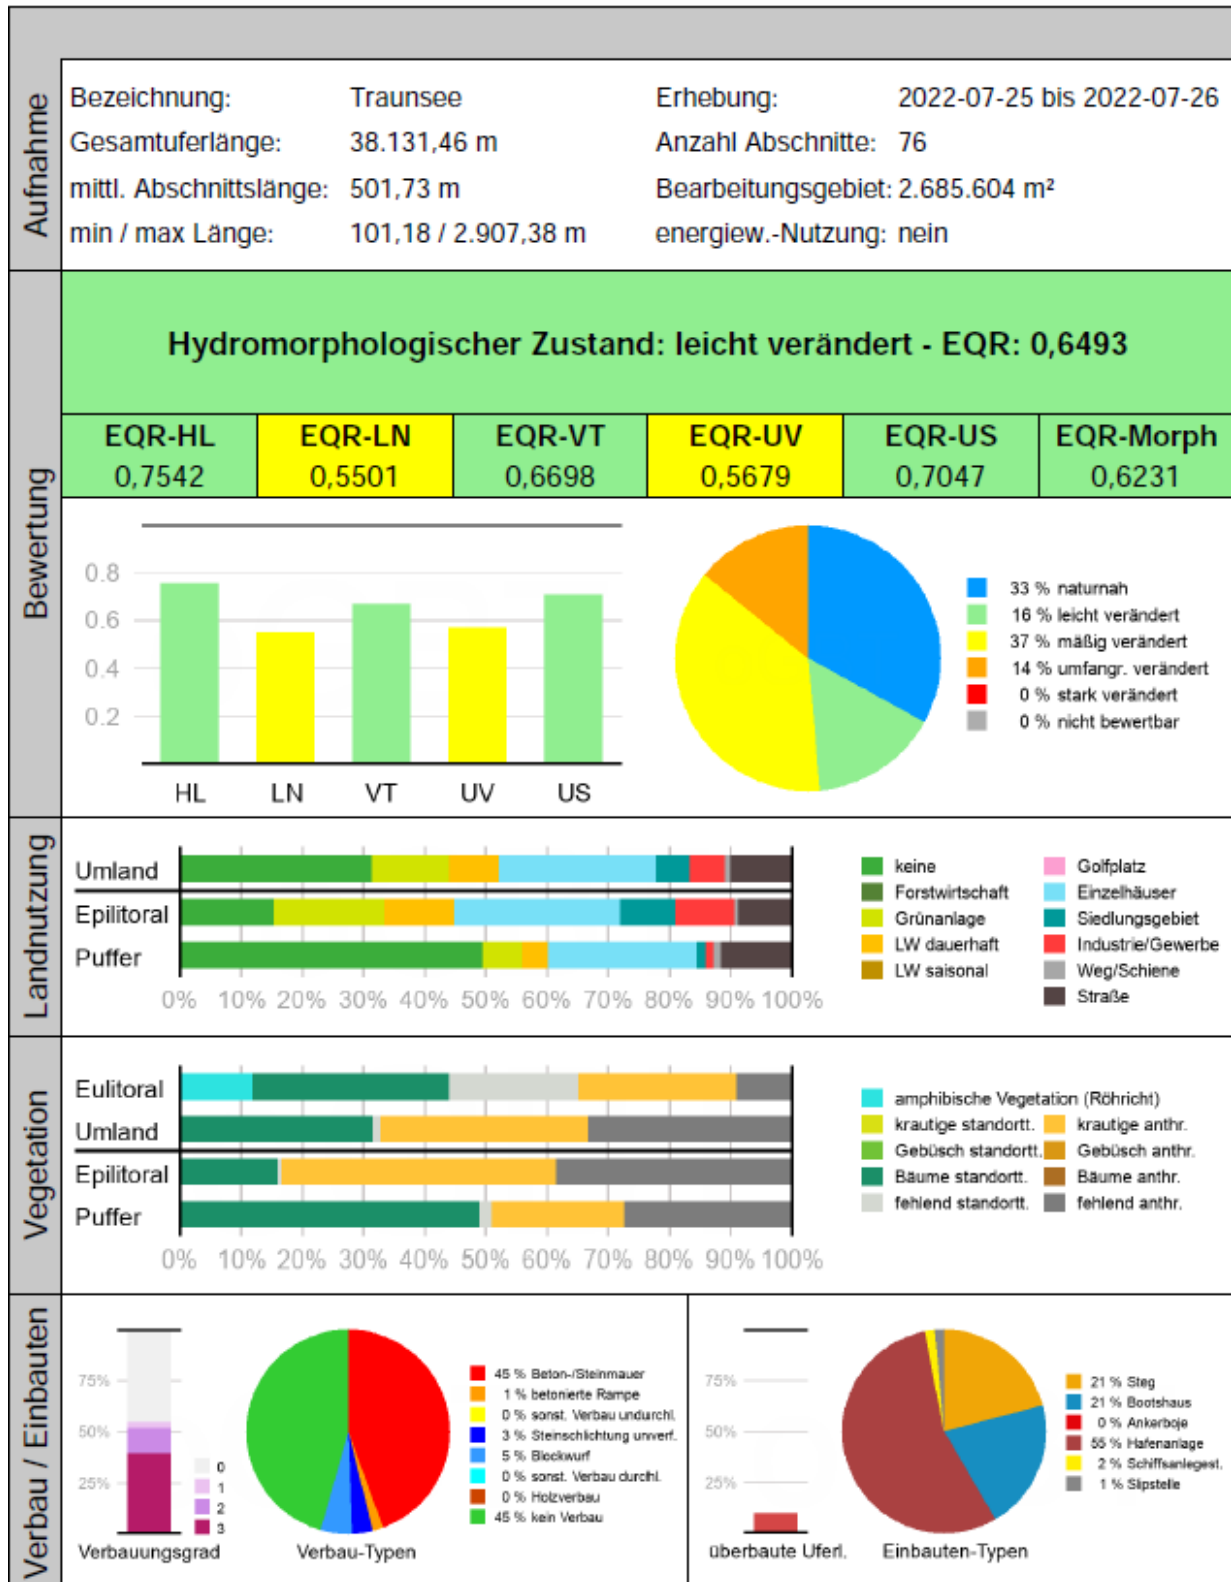 Aufnahme
Bezeichnung: Traunsee Erhebung: 2022-07-25 bis 2022-07-26
Gesamtuferlänge: 38.131,46 m Anzahl Abschnitte: 76
mittl. Abschnittslänge: 501,73 m Bearbeitungsgebiet: 2.685.604 m²
min / max Länge: 101,18 / 2.907,38 m energiew.-Nutzung: nein
Bewertung
Hydromorphologischer Zustand: leicht verändert - EQR: 0,6493
EQR-HL EQR-LN EQR-VT EQR-UV EQR-US EQR-Morph
0,7542 0,5501 0,6698 0,5679 0,7047 0,6231
0.8
0.6
0.4
0.2
HL LN VT UV US
33 % naturnah
16 % leicht verändert
37 % mäßig verändert
14 % umfangr. verändert
0 % stark verändert
0 % nicht bewertbar
Landnutzung
Umland
Epilitoral
Puffer
0% 10% 20% 30% 40% 50% 60% 70% 80% 90% 100%
keine Golfplatz
Forstwirtschaft Einzelhäuser
Grünanlage Siedlungsgebiet
LW dauerhaft Industrie/Gewerbe
LW saisonal Weg/Schiene
Straße
Vegetation
Eulitoral
Umland
Epilitoral
Puffer
0% 10% 20% 30% 40% 50% 60% 70% 80% 90% 100%
amphibische Vegetation (Röhricht)
krautige standortt. krautige anthr.
Gebüsch standortt. Gebüsch anthr.
Bäume standortt. Bäume anthr.
fehlend standortt. fehlend anthr.
Verbau / Einbauten
75%
50%
25%
0
1
2
3
Verbauungsgrad
45 % Beton-/Steinmauer
1 % betonierte Rampe
0 % sonst. Verbau undurchl.
3 % Steinschlichtung unverf.
5 % Blockwurf
0 % sonst. Verbau durchl.
0 % Holzverbau
45 % kein Verbau
Verbau-Typen
75%
50%
25%
überbaute Uferl.
21 % Steg
21 % Bootshaus
0 % Ankerboje
55 % Hafenanlage
2 % Schiffsanlegest.
1 % Slipstelle
Einbauten-Typen